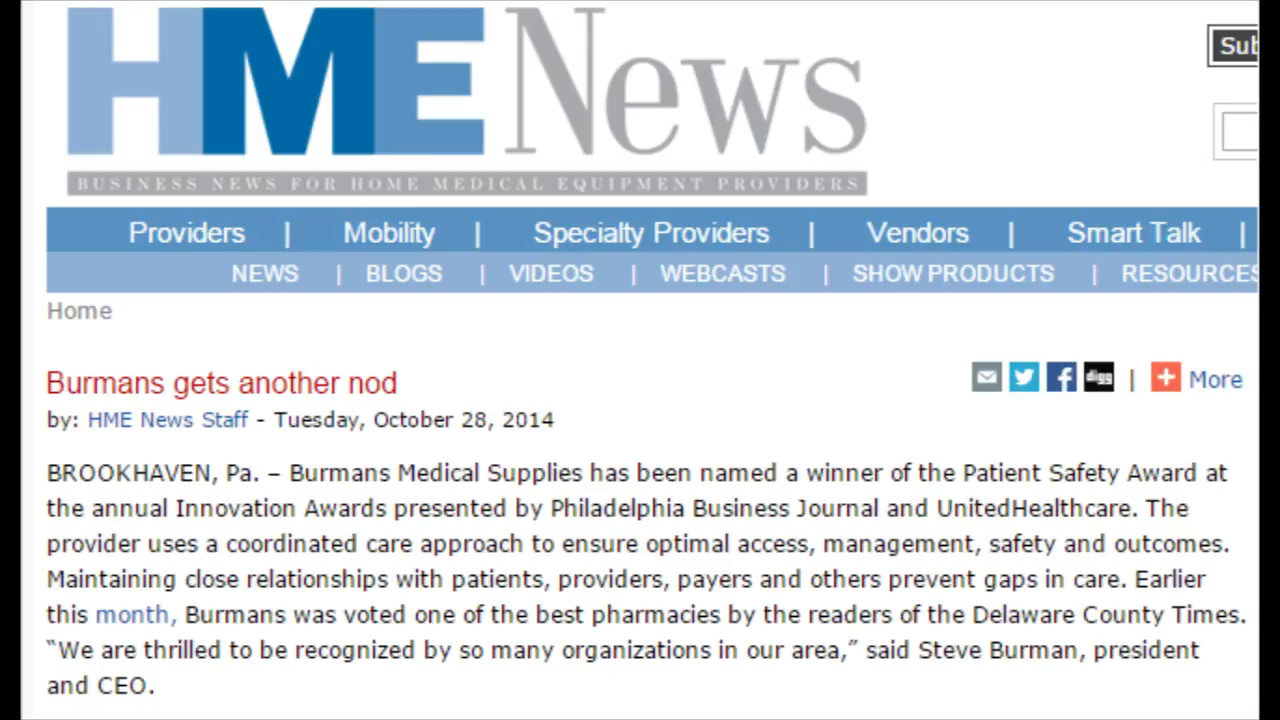 HME News
Sub
BUSINESS NEWS FOR HOME MEDICAL EQUIPMENT PROVIDERS
Providers | Mobility | Specialty Providers | Vendors | Smart Talk |
NEWS | BLOGS | VIDEOS | WEBCASTS | SHOW PRODUCTS | RESOURCES
Home
Burmans gets another nod
digg | More
by: HME News Staff - Tuesday, October 28, 2014
BROOKHAVEN, Pa. – Burmans Medical Supplies has been named a winner of the Patient Safety Award at
the annual Innovation Awards presented by Philadelphia Business Journal and UnitedHealthcare. The
provider uses a coordinated care approach to ensure optimal access, management, safety and outcomes.
Maintaining close relationships with patients, providers, payers and others prevent gaps in care. Earlier
this month, Burmans was voted one of the best pharmacies by the readers of the Delaware County Times.
“We are thrilled to be recognized by so many organizations in our area,” said Steve Burman, president
and CEO.